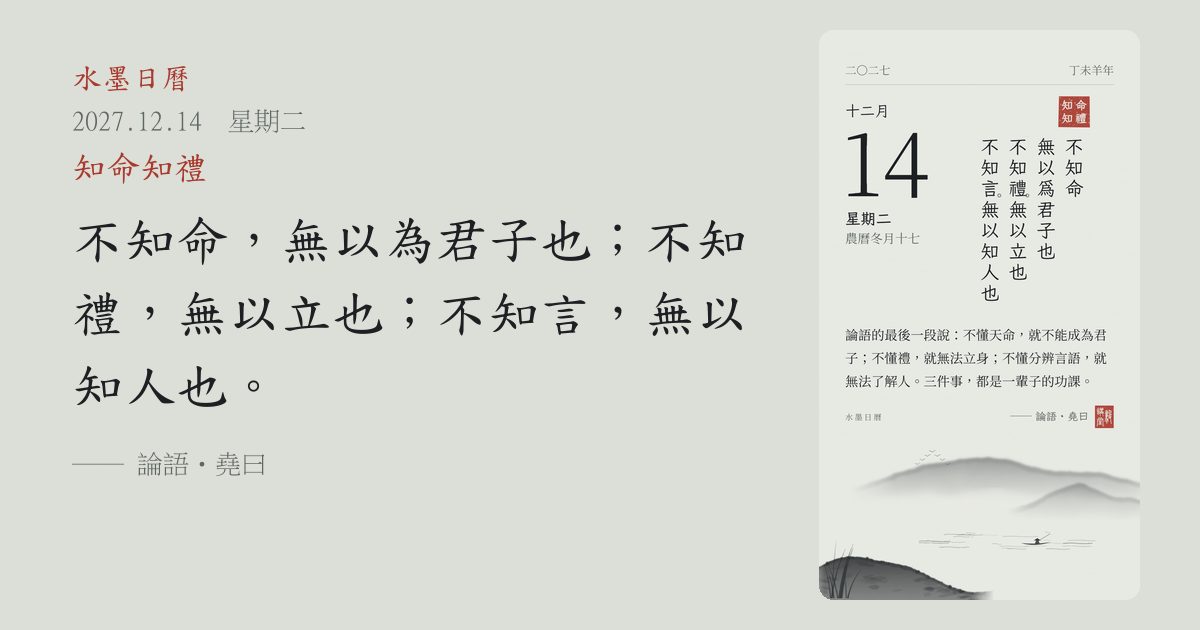 水墨日曆
2027.12.14 星期二
知命知禮
不知命，無以為君子也；不知
禮，無以立也；不知言，無以
知人也。
—— 論語・堯曰
二〇二七
丁未羊年
十二月
14
星期二
農曆冬月十七
知命
知禮
不知命
無以爲君子也
不知禮。無以立也
不知言。無以知人也
論語的最後一段說：不懂天命，就不能成為君
子；不懂禮，就無法立身；不懂分辨言語，就
無法了解人。三件事，都是一輩子的功課。
水墨日曆
—— 論語・堯曰